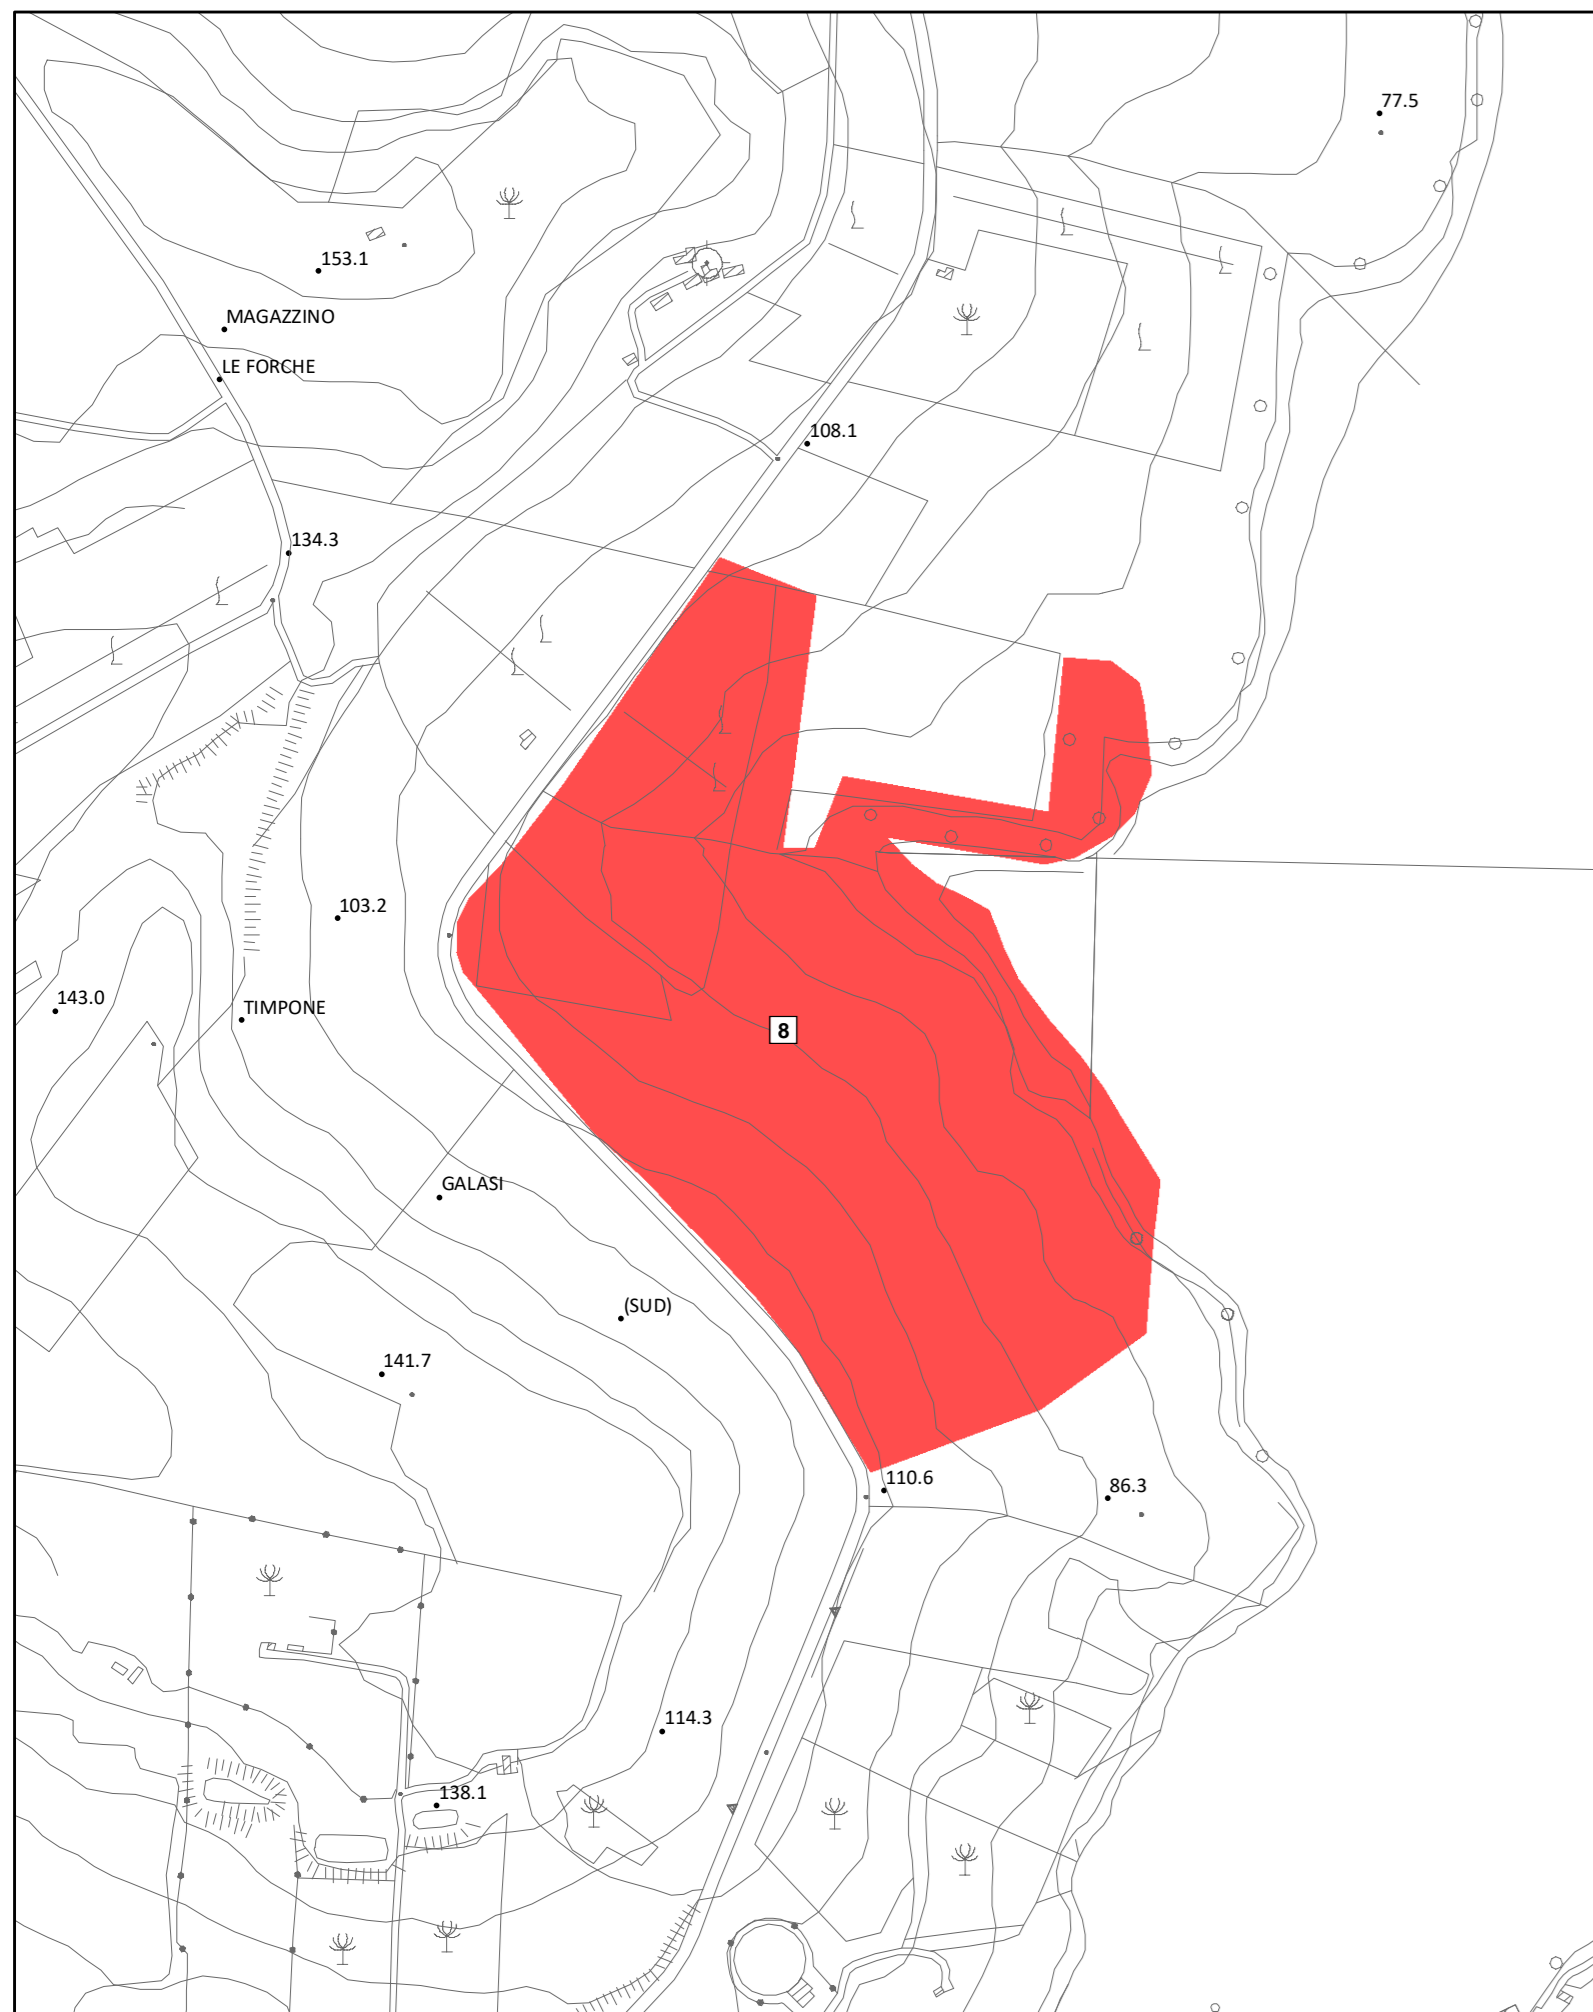 77.5
153.1
MAGAZZINO
LE FORCHE
108.1
134.3
103.2
143.0
TIMPONE
8
GALASI
(SUD)
141.7
110.6
86.3
114.3
138.1